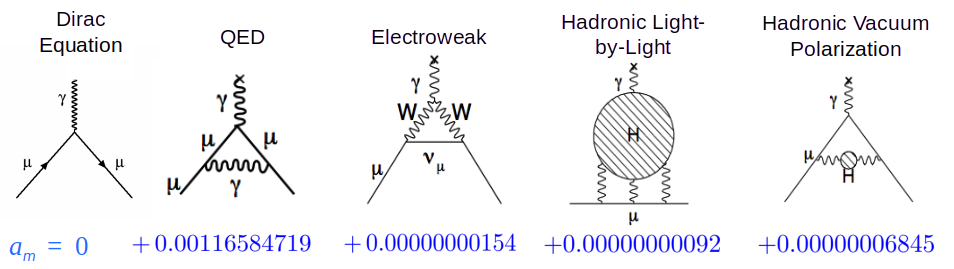 Dirac
Equation
QED
Electroweak
Hadronic Light-
by-Light
Hadronic Vacuum
Polarization
γ
μ
μ
γ
μ
μ
μ
γ
γ
W
W
μ
ν μ
γ
H
μ
γ
μ
H
a_m = 0
+0.00116584719
+0.00000000154
+0.00000000092
+0.00000006845